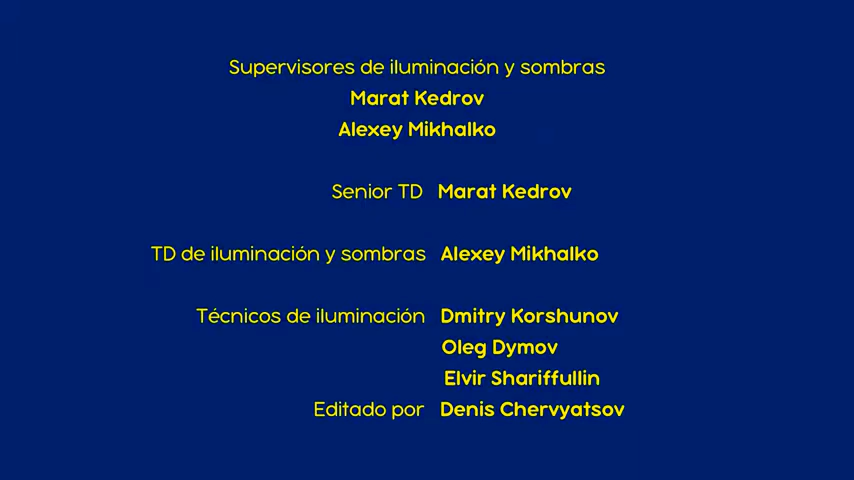 Supervisores de iluminación y sombras
Marat Kedrov
Alexey Mikhalko
Senior TD Marat Kedrov
TD de iluminación y sombras Alexey Mikhalko
Técnicos de iluminación Dmitry Korshunov
Oleg Dymov
Elvir Shariffullin
Editado por Denis Chervyatsov